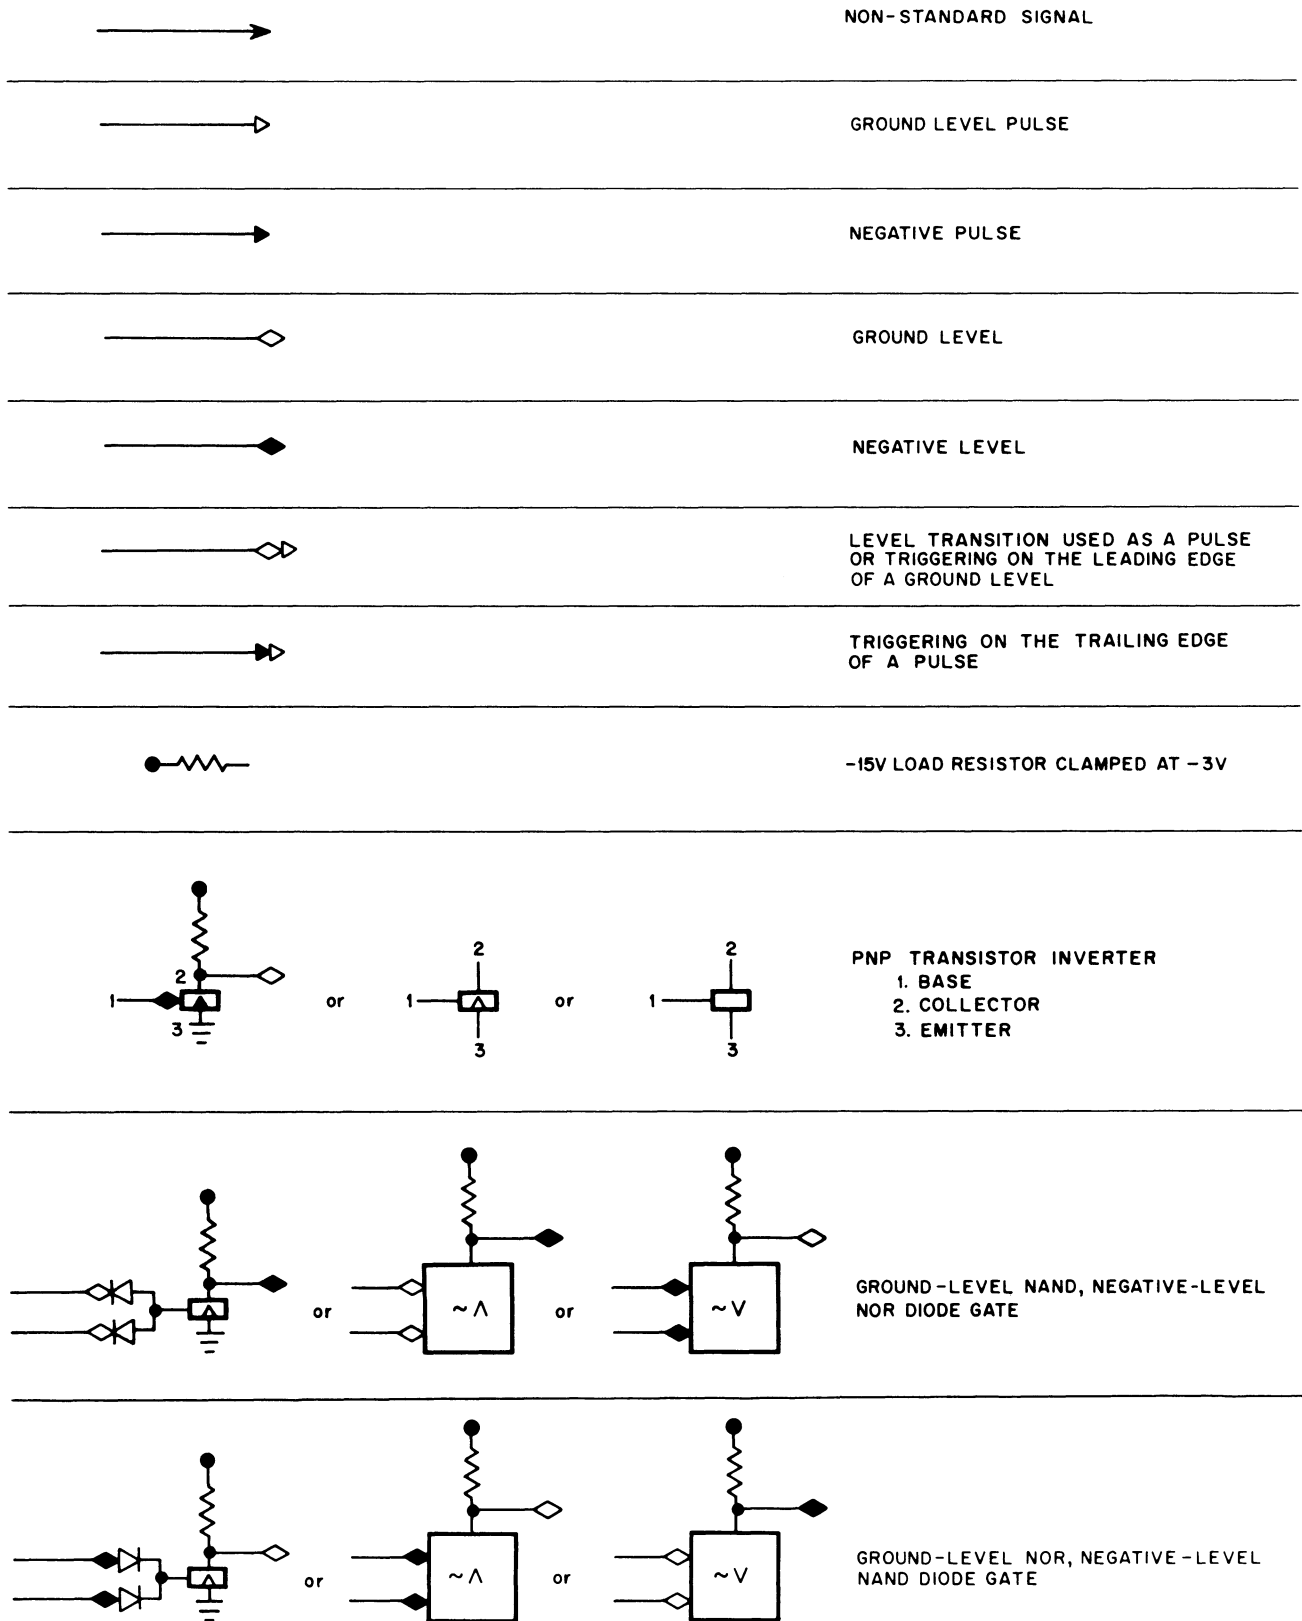 NON-STANDARD SIGNAL
GROUND LEVEL PULSE
NEGATIVE PULSE
GROUND LEVEL
NEGATIVE LEVEL
LEVEL TRANSITION USED AS A PULSE
OR TRIGGERING ON THE LEADING EDGE
OF A GROUND LEVEL
TRIGGERING ON THE TRAILING EDGE
OF A PULSE
-15V LOAD RESISTOR CLAMPED AT -3V
2
1
3
or
2
1
3
or
2
1
3
PNP TRANSISTOR INVERTER
1. BASE
2. COLLECTOR
3. EMITTER
or
~ Λ
or
~ V
GROUND-LEVEL NAND, NEGATIVE-LEVEL
NOR DIODE GATE
or
~ Λ
or
~ V
GROUND-LEVEL NOR, NEGATIVE-LEVEL
NAND DIODE GATE